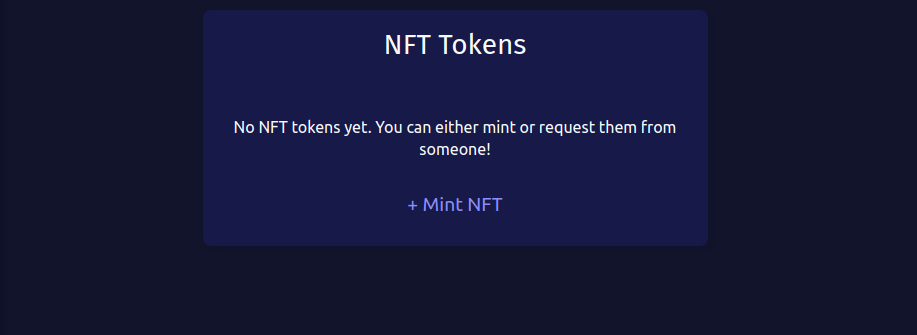 NFT Tokens
No NFT tokens yet. You can either mint or request them from
someone!
+ Mint NFT